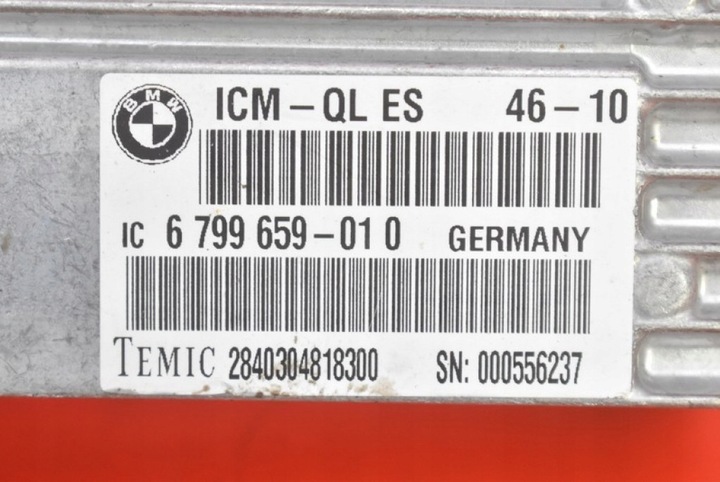 BMW
ICM – QL ES 46 – 10
IC 6 799 659 – 01 0 GERMANY
TEMIC 2840304818300 SN: 000556237